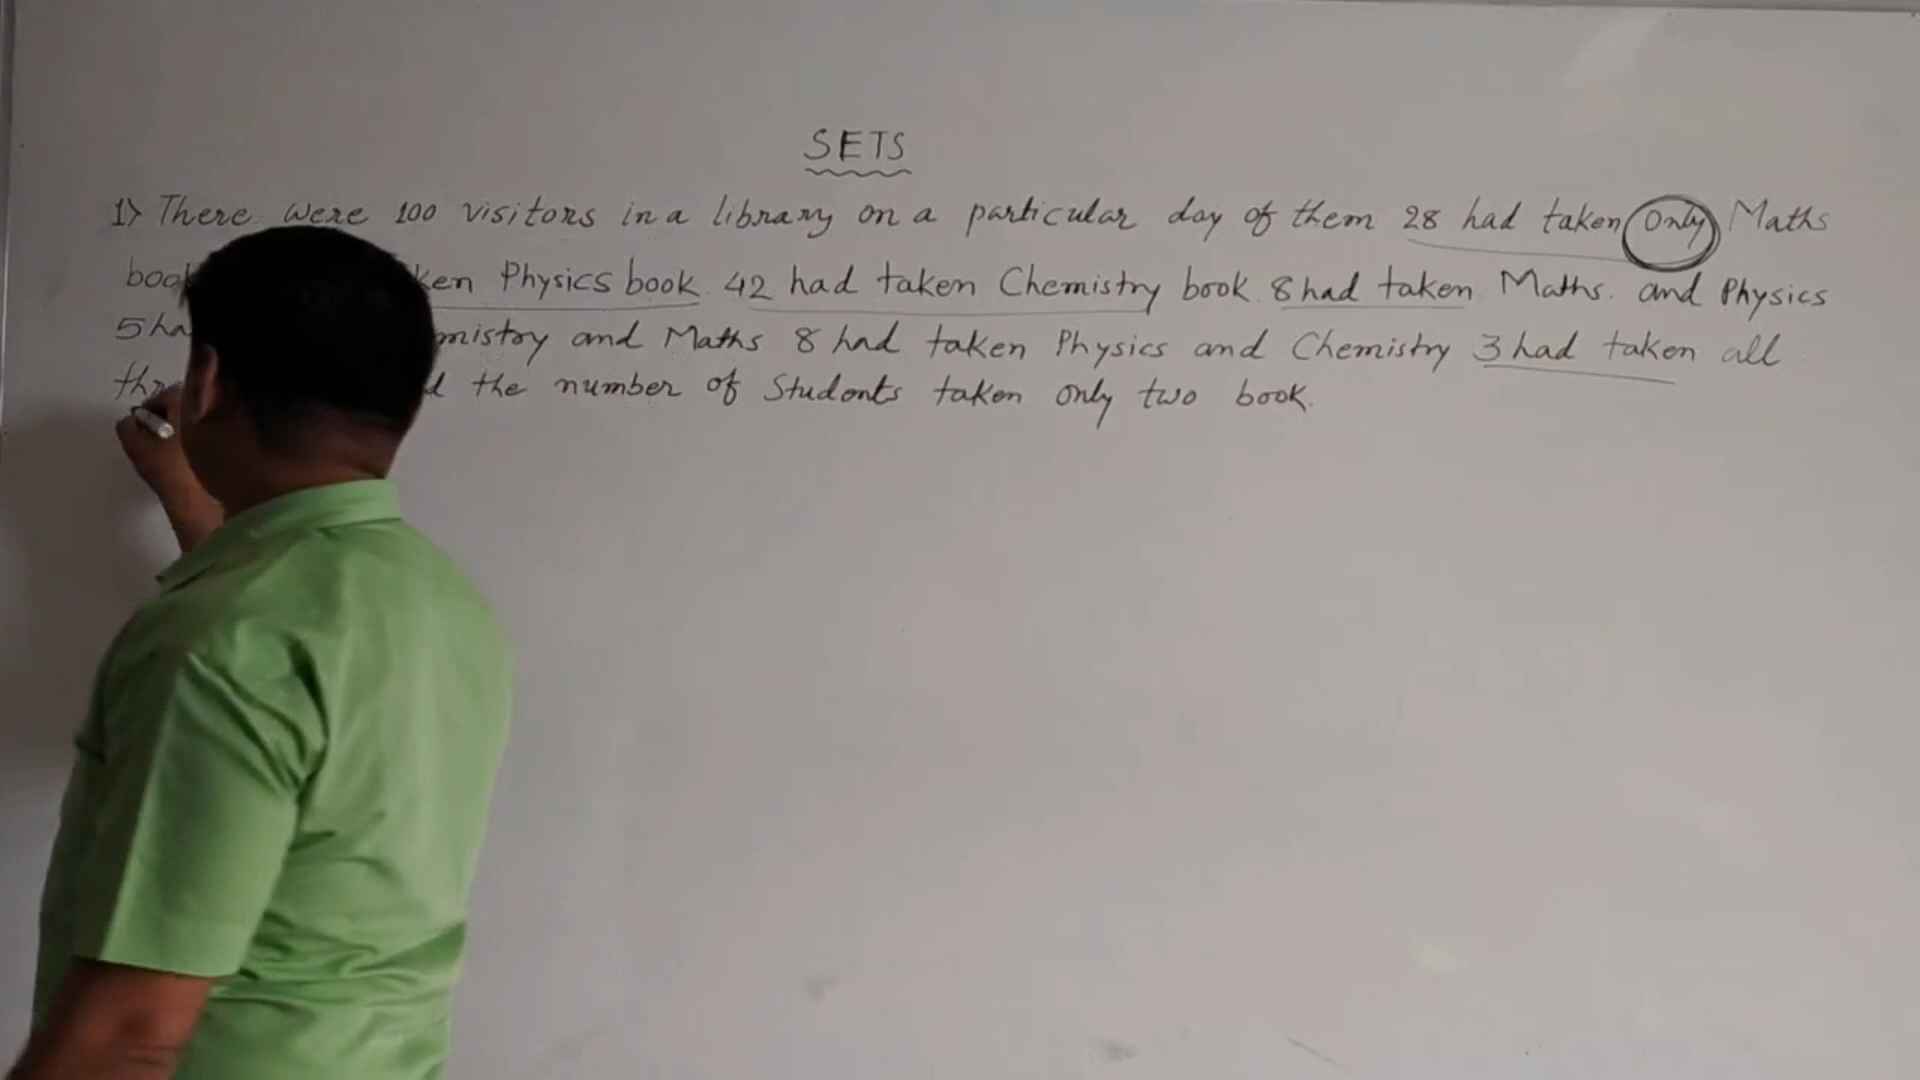 SETS
1> There were 100 visitors in a library on a particular day of them 28 had taken Only Maths
book ken Physics book 42 had taken Chemistry book 8 had taken Maths. and Physics
5 ha mistry and Maths 8 had taken Physics and Chemistry 3 had taken all
the number of Students taken only two book.